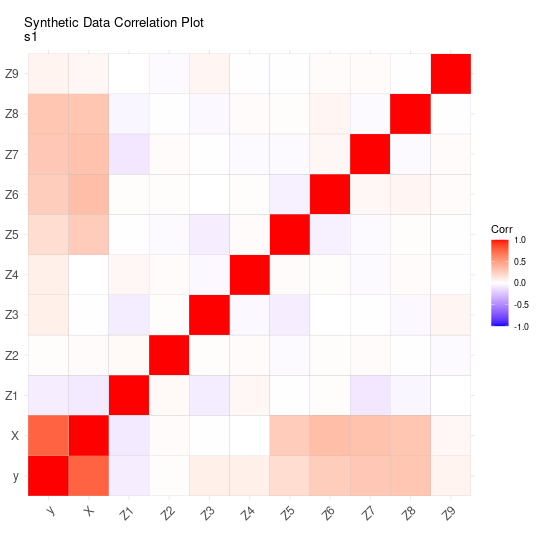 Synthetic Data Correlation Plot
s1
Z9
Z8
Z7
Z6
Z5
Z4
Z3
Z2
Z1
X
y
Corr
1.0
0.5
0.0
-0.5
-1.0
y X Z1 Z2 Z3 Z4 Z5 Z6 Z7 Z8 Z9